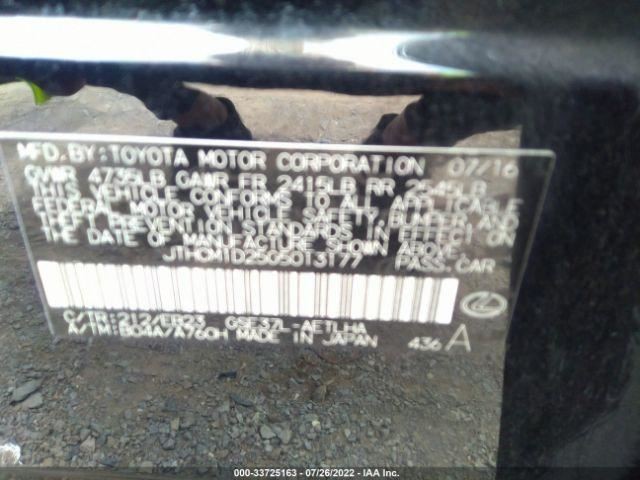 MFD. BY: TOYOTA MOTOR CORPORATION 07/16
GVWR 4735LB GAWR FR 2415LB RR 2545LB
THIS VEHICLE CONFORMS TO ALL APPLICABLE
FEDERAL MOTOR VEHICLE SAFETY, BUMPER AND
THEFT PREVENTION STANDARDS IN EFFECT ON
THE DATE OF MANUFACTURE SHOWN ABOVE.
PASS. CAR
C/TR: 212/EB23 GSE37L-AETLHA
A/TM: B04A/A760H MADE IN JAPAN 436 A
000-33725163 - 07/26/2022 - IAA Inc.